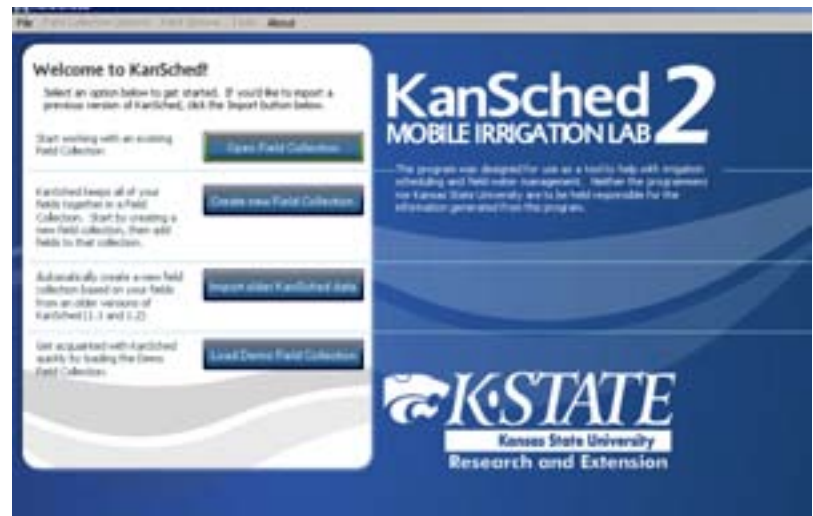 File Field Collection Options Field Options Tools About
Welcome to KanSched!
Select an option below to get started. If you'd like to import a
previous version of KanSched, click the Import button below.
Start working with an existing
Field Collection
Open Field Collection
KanSched keeps all of your
fields together in a Field
Collection. Start by creating a
new field collection, then add
fields to that collection.
Create new Field Collection
Automatically create a new field
collection based on your fields
from an older versions of
KanSched (1.1 and 1.2)
Import older KanSched data
Get acquainted with KanSched
quickly by loading the Demo
Field Collection
Load Demo Field Collection
KanSched 2
MOBILE IRRIGATION LAB
This program was designed for use as a tool to help with irrigation
scheduling and field water management. Neither the programmers
nor Kansas State University are to be held responsible for the
information generated from this program.
K-STATE
Kansas State University
Research and Extension